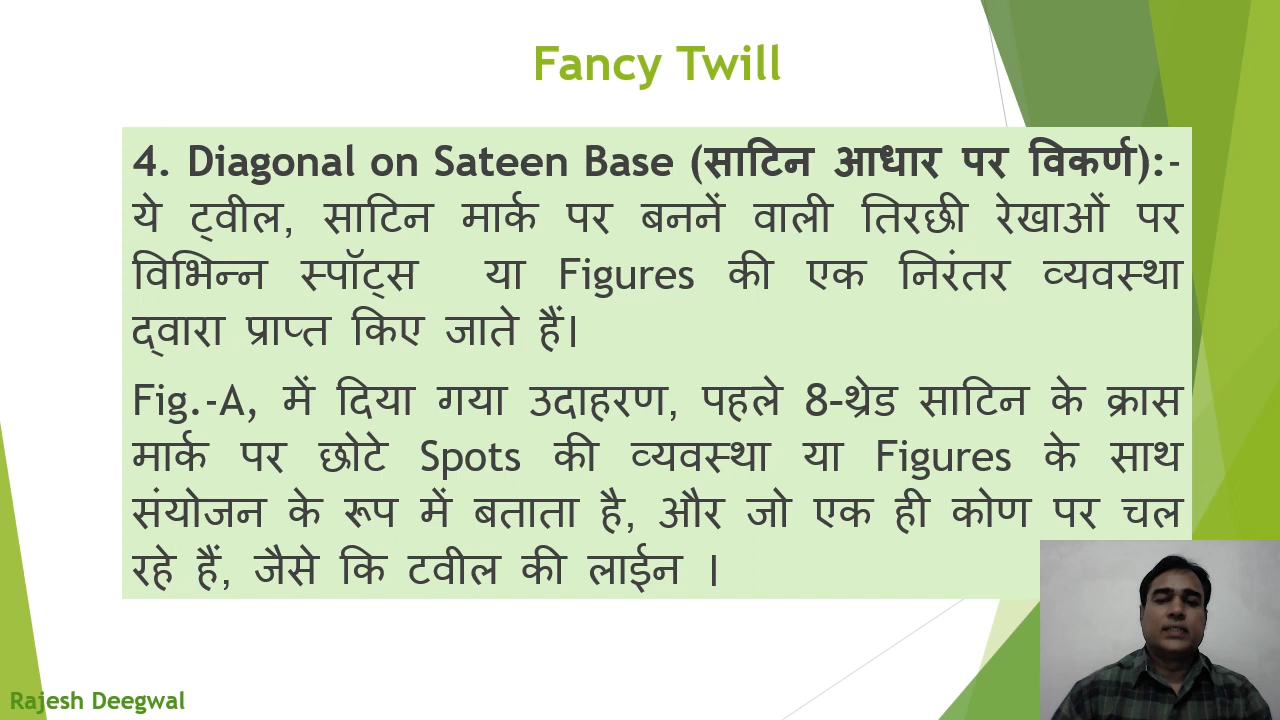 Fancy Twill
4. Diagonal on Sateen Base (साटिन आधार पर विकर्ण):-
ये ट्वील, साटिन मार्क पर बननें वाली तिरछी रेखाओं पर
विभिन्न स्पॉट्स या Figures की एक निरंतर व्यवस्था
द्वारा प्राप्त किए जाते हैं।
Fig.-A, में दिया गया उदाहरण, पहले 8-थ्रेड साटिन के क्रास
मार्क पर छोटे Spots की व्यवस्था या Figures के साथ
संयोजन के रूप में बताता है, और जो एक ही कोण पर चल
रहे हैं, जैसे कि टवील की लाईन ।
Rajesh Deegwal